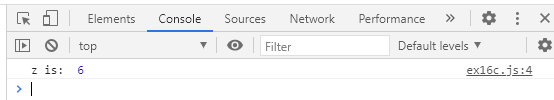 Elements Console Sources Network Performance »
top Filter Default levels
z is: 6 ex16c.js:4
>